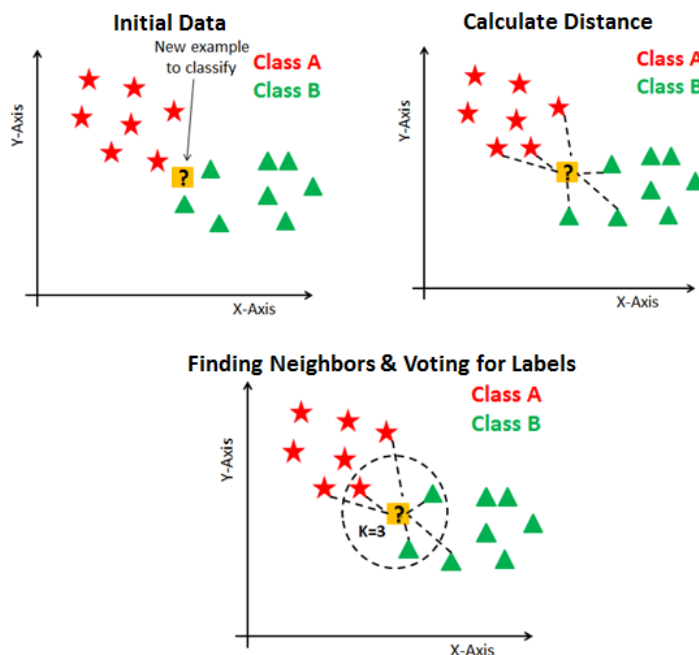 Initial Data
New example
to classify
Class A
Class B
?
Y-Axis
X-Axis
Calculate Distance
Class A
Class B
?
Y-Axis
X-Axis
Finding Neighbors & Voting for Labels
Class A
Class B
?
K=3
Y-Axis
X-Axis